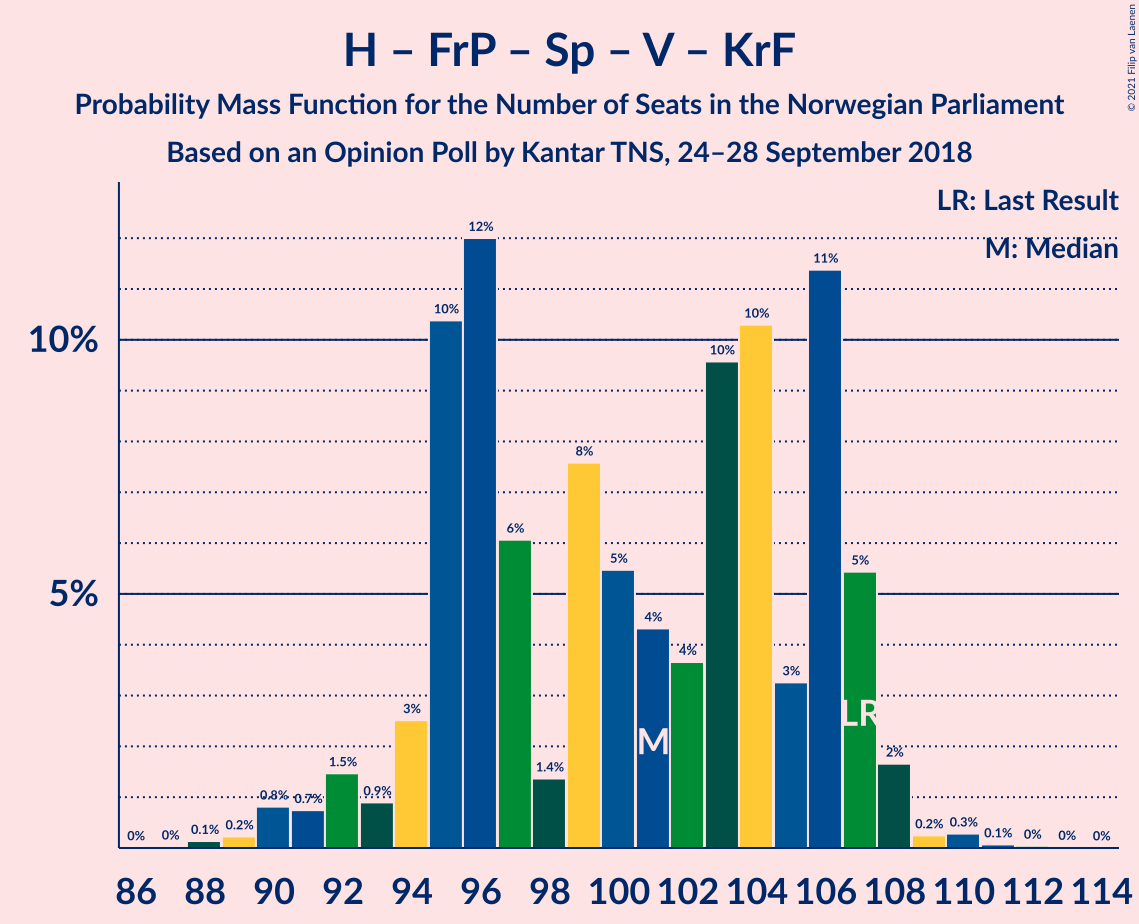 H – FrP – Sp – V – KrF
Probability Mass Function for the Number of Seats in the Norwegian Parliament
Based on an Opinion Poll by Kantar TNS, 24–28 September 2018
© 2021 Filip van Laenen
LR: Last Result
M: Median
10%
5%
0% 0% 0.1% 0.2% 0.8% 0.7% 1.5% 0.9% 3% 10% 12% 6% 1.4% 8% 5% 4% 4% 10% 10% 3% 11% 5% 2% 0.2% 0.3% 0.1% 0% 0% 0%
M LR
86 88 90 92 94 96 98 100 102 104 106 108 110 112 114